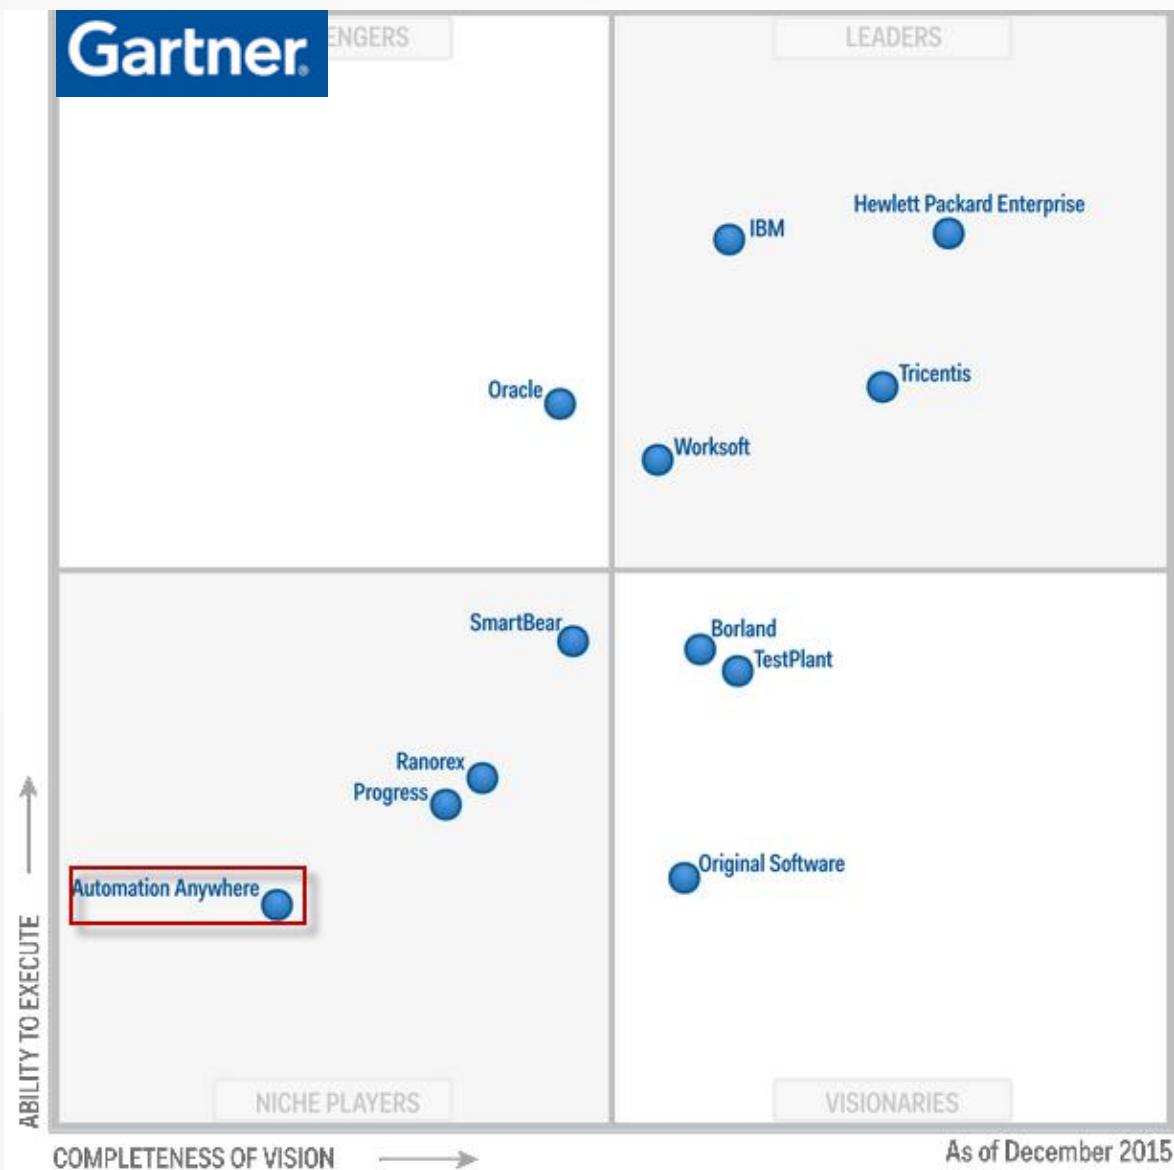 Gartner®
ENGERS
LEADERS
Hewlett Packard Enterprise
IBM
Tricentis
Oracle
Worksoft
SmartBear
Borland
TestPlant
Ranorex
Progress
Original Software
Automation Anywhere
ABILITY TO EXECUTE
NICHE PLAYERS
VISIONARIES
COMPLETENESS OF VISION
As of December 2015